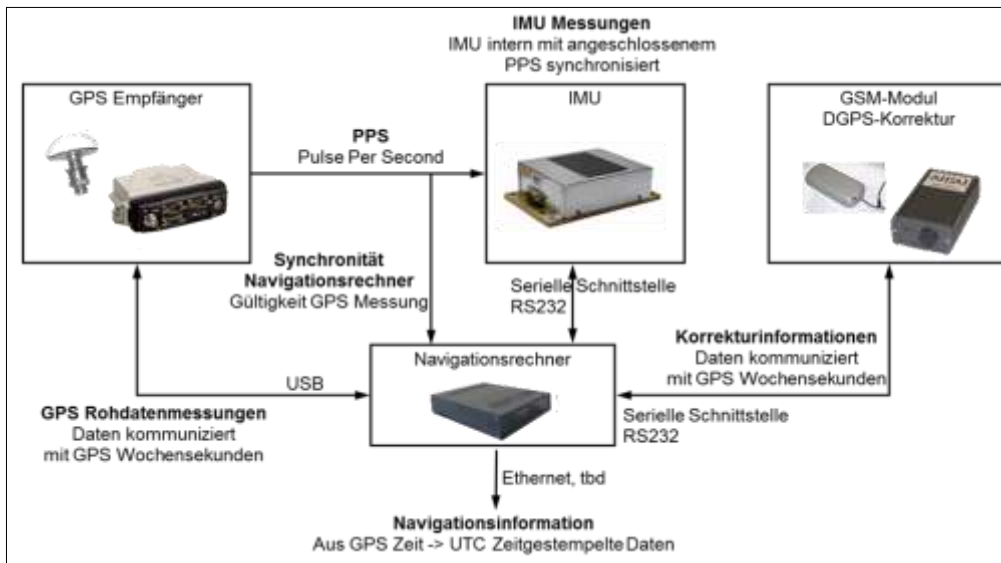 IMU Messungen
IMU intern mit angeschlossenem
PPS synchronisiert
GPS Empfänger
IMU
GSM-Modul
DGPS-Korrektur
PPS
Pulse Per Second
Synchronität
Navigationsrechner
Gültigkeit GPS Messung
Serielle Schnittstelle
RS232
Korrekturinformationen
Daten kommuniziert
mit GPS Wochensekunden
Navigationsrechner
USB
GPS Rohdatenmessungen
Daten kommuniziert
mit GPS Wochensekunden
Serielle Schnittstelle
RS232
Ethernet, tbd
Navigationsinformation
Aus GPS Zeit -> UTC Zeitgestempelte Daten